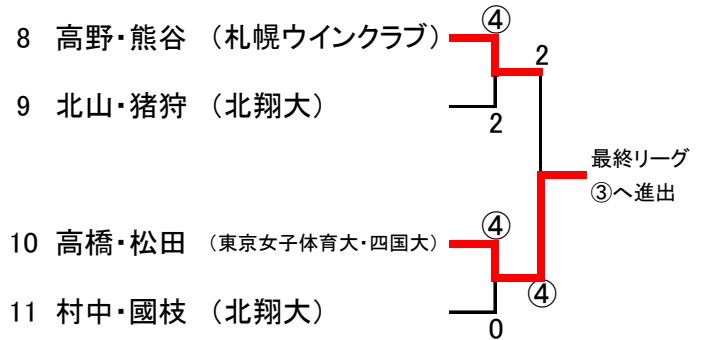 ④
8 高野・熊谷 （札幌ウインクラブ）
2
9 北山・猪狩 （北翔大）
2
最終リーグ
③へ進出
④
10 高橋・松田 （東京女子体育大・四国大）
④
11 村中・國枝 （北翔大）
0